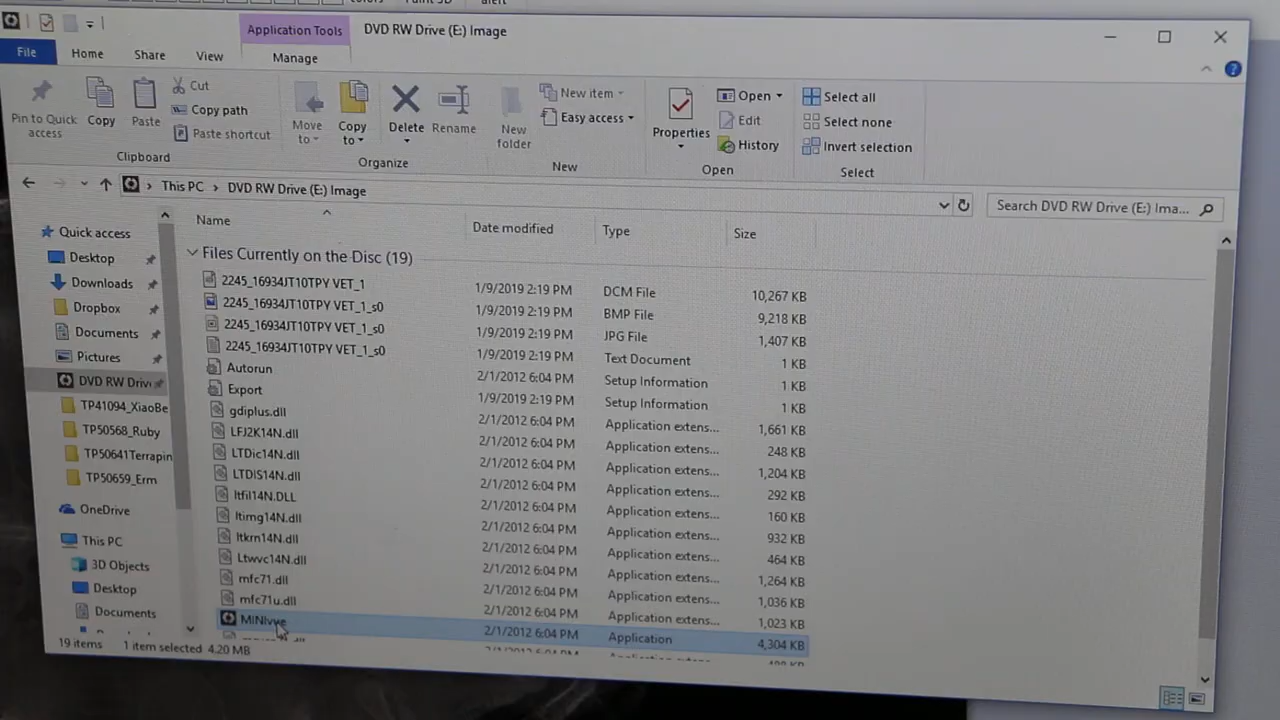 Application Tools DVD RW Drive (E:) Image
File Home Share View Manage
Pin to Quick access
Copy
Paste
Cut
Copy path
Paste shortcut
Clipboard
Move to
Copy to
Delete
Rename
Organize
New folder
New item
Easy access
New
Properties
Open
Edit
History
Open
Select all
Select none
Invert selection
Select
This PC > DVD RW Drive (E:) Image
Search DVD RW Drive (E:) Ima...
Quick access
Desktop
Downloads
Dropbox
Documents
Pictures
DVD RW Driv
TP41094_XiaoBe
TP50568_Ruby
TP50641Terrapin
TP50659_Erm
OneDrive
This PC
3D Objects
Desktop
Documents
Name Date modified Type Size
Files Currently on the Disc (19)
2245_16934JT10TPY VET_1 1/9/2019 2:19 PM DCM File 10,267 KB
2245_16934JT10TPY VET_1_s0 1/9/2019 2:19 PM BMP File 9,218 KB
2245_16934JT10TPY VET_1_s0 1/9/2019 2:19 PM JPG File 1,407 KB
2245_16934JT10TPY VET_1_s0 1/9/2019 2:19 PM Text Document 1 KB
Autorun 2/1/2012 6:04 PM Setup Information 1 KB
Export 1/9/2019 2:19 PM Setup Information 1 KB
gdiplus.dll 2/1/2012 6:04 PM Application extens... 1,661 KB
LFJ2K14N.dll 2/1/2012 6:04 PM Application extens... 248 KB
LTDic14N.dll 2/1/2012 6:04 PM Application extens... 1,204 KB
LTDIS14N.dll 2/1/2012 6:04 PM Application extens... 292 KB
ltfil14N.DLL 2/1/2012 6:04 PM Application extens... 160 KB
ltimg14N.dll 2/1/2012 6:04 PM Application extens... 932 KB
ltkrn14N.dll 2/1/2012 6:04 PM Application extens... 464 KB
Ltwvc14N.dll 2/1/2012 6:04 PM Application extens... 1,264 KB
mfc71.dll 2/1/2012 6:04 PM Application extens... 1,036 KB
mfc71u.dll 2/1/2012 6:04 PM Application extens... 1,023 KB
MINIvue 2/1/2012 6:04 PM Application 4,304 KB
19 items 1 item selected 4.20 MB